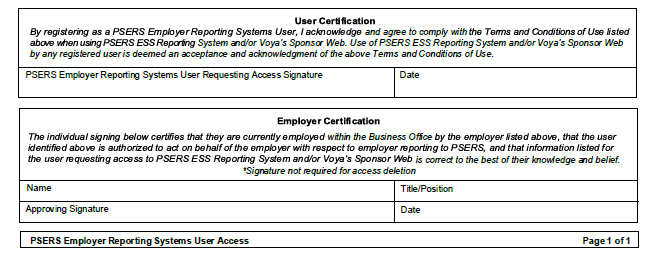 User Certification
By registering as a PSERS Employer Reporting Systems User, I acknowledge and agree to comply with the Terms and Conditions of Use listed
above when using PSERS ESS Reporting System and/or Voya's Sponsor Web. Use of PSERS ESS Reporting System and/or Voya's Sponsor Web
by any registered user is deemed an acceptance and acknowledgment of the above Terms and Conditions of Use.
PSERS Employer Reporting Systems User Requesting Access Signature Date
Employer Certification
The individual signing below certifies that they are currently employed within the Business Office by the employer listed above, that the user
identified above is authorized to act on behalf of the employer with respect to employer reporting to PSERS, and that information listed for
the user requesting access to PSERS ESS Reporting System and/or Voya's Sponsor Web is correct to the best of their knowledge and belief.
*Signature not required for access deletion
Name Title/Position
Approving Signature Date
PSERS Employer Reporting Systems User Access Page 1 of 1